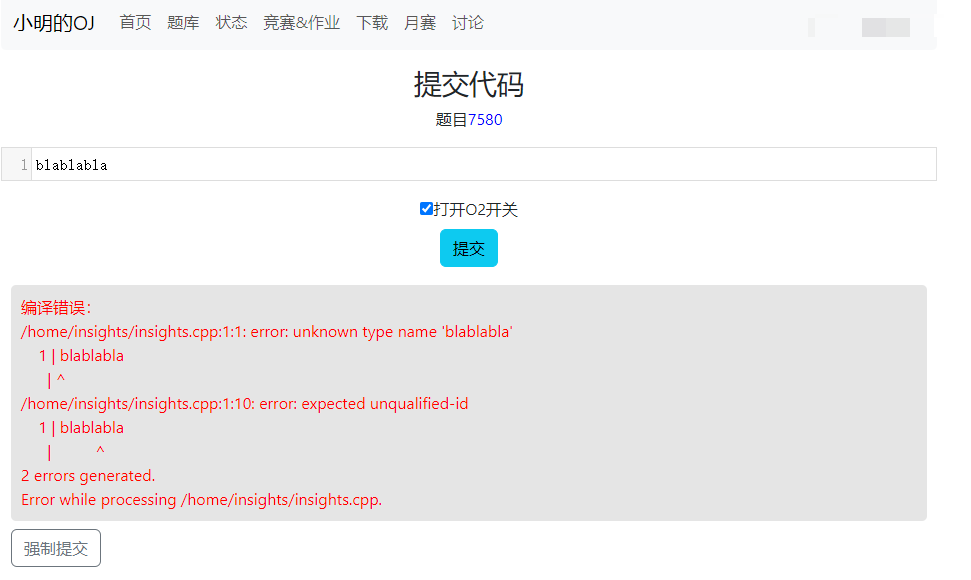 小明的OJ 首页 题库 状态 竞赛&作业 下载 月赛 讨论
提交代码
题目7580
1 blablabla
打开O2开关
提交
编译错误:
/home/insights/insights.cpp:1:1: error: unknown type name 'blablabla'
1 | blablabla
| ^
/home/insights/insights.cpp:1:10: error: expected unqualified-id
1 | blablabla
| ^
2 errors generated.
Error while processing /home/insights/insights.cpp.
强制提交